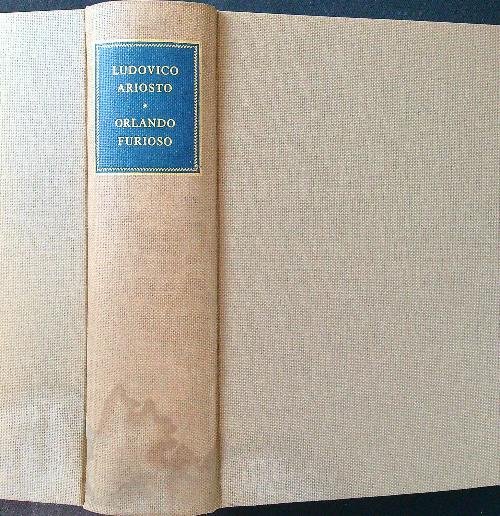 LUDOVICO
ARIOSTO
*
ORLANDO
FURIOSO